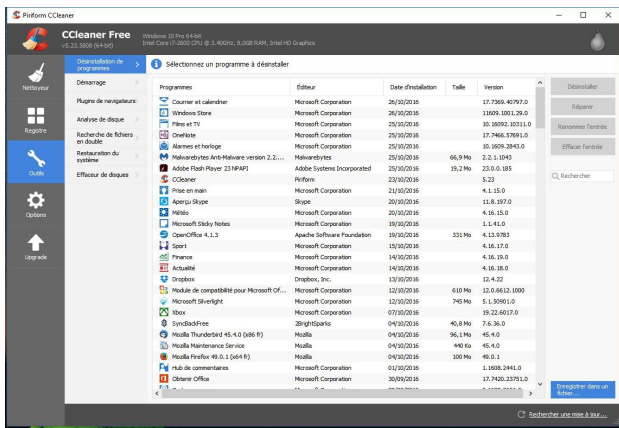 Piriform CCleaner
CCleaner Free
v5.23.5808 (64-bit)
Windows 10 Pro 64-bit
Intel Core i7-2600 CPU @ 3.40GHz, 8,0GB RAM, Intel HD Graphics
Nettoyeur
Registre
Outils
Options
Upgrade
Désinstallation de
programmes
Démarrage
Plugins de navigateurs
Analyse de disque
Recherche de fichiers
en double
Restauration du
système
Effaceur de disques
Sélectionnez un programme à désinstaller
Programmes Éditeur Date d'installation Taille Version
Courrier et calendrier Microsoft Corporation 26/10/2016 17.7369.40797.0
Windows Store Microsoft Corporation 26/10/2016 11609.1001.29.0
Films et TV Microsoft Corporation 25/10/2016 10.16092.10311.0
OneNote Microsoft Corporation 25/10/2016 17.7466.57691.0
Alarmes et horloge Microsoft Corporation 25/10/2016 10.1609.2843.0
Malwarebytes Anti-Malware version 2.2.... Malwarebytes 25/10/2016 66,9 Mo 2.2.1.1043
Adobe Flash Player 23 NPAPI Adobe Systems Incorporated 25/10/2016 19,2 Mo 23.0.0.185
CCleaner Piriform 23/10/2016 5.23
Prise en main Microsoft Corporation 21/10/2016 4.1.15.0
Aperçu Skype Skype 20/10/2016 11.8.197.0
Météo Microsoft Corporation 20/10/2016 4.16.15.0
Microsoft Sticky Notes Microsoft Corporation 19/10/2016 1.1.41.0
OpenOffice 4.1.3 Apache Software Foundation 19/10/2016 331 Mo 4.13.9783
Sport Microsoft Corporation 15/10/2016 4.16.17.0
Finance Microsoft Corporation 14/10/2016 4.16.19.0
Actualité Microsoft Corporation 14/10/2016 4.16.18.0
Dropbox Dropbox, Inc. 13/10/2016 12.4.22
Module de compatibilité pour Microsoft Of... Microsoft Corporation 12/10/2016 610 Mo 12.0.6612.1000
Microsoft Silverlight Microsoft Corporation 12/10/2016 745 Mo 5.1.50901.0
Xbox Microsoft Corporation 07/10/2016 19.22.6017.0
SyncBackFree 2BrightSparks 04/10/2016 40,8 Mo 7.6.36.0
Mozilla Thunderbird 45.4.0 (x86 fr) Mozilla 04/10/2016 96,1 Mo 45.4.0
Mozilla Maintenance Service Mozilla 04/10/2016 440 Ko 45.4.0
Mozilla Firefox 49.0.1 (x64 fr) Mozilla 04/10/2016 100 Mo 49.0.1
Hub de commentaires Microsoft Corporation 01/10/2016 1.1608.2441.0
Obtenir Office Microsoft Corporation 30/09/2016 17.7420.23751.0
Désinstaller
Réparer
Renommer l'entrée
Effacer l'entrée
Rechercher
Enregistrer dans un
fichier...
Rechercher une mise à jour...